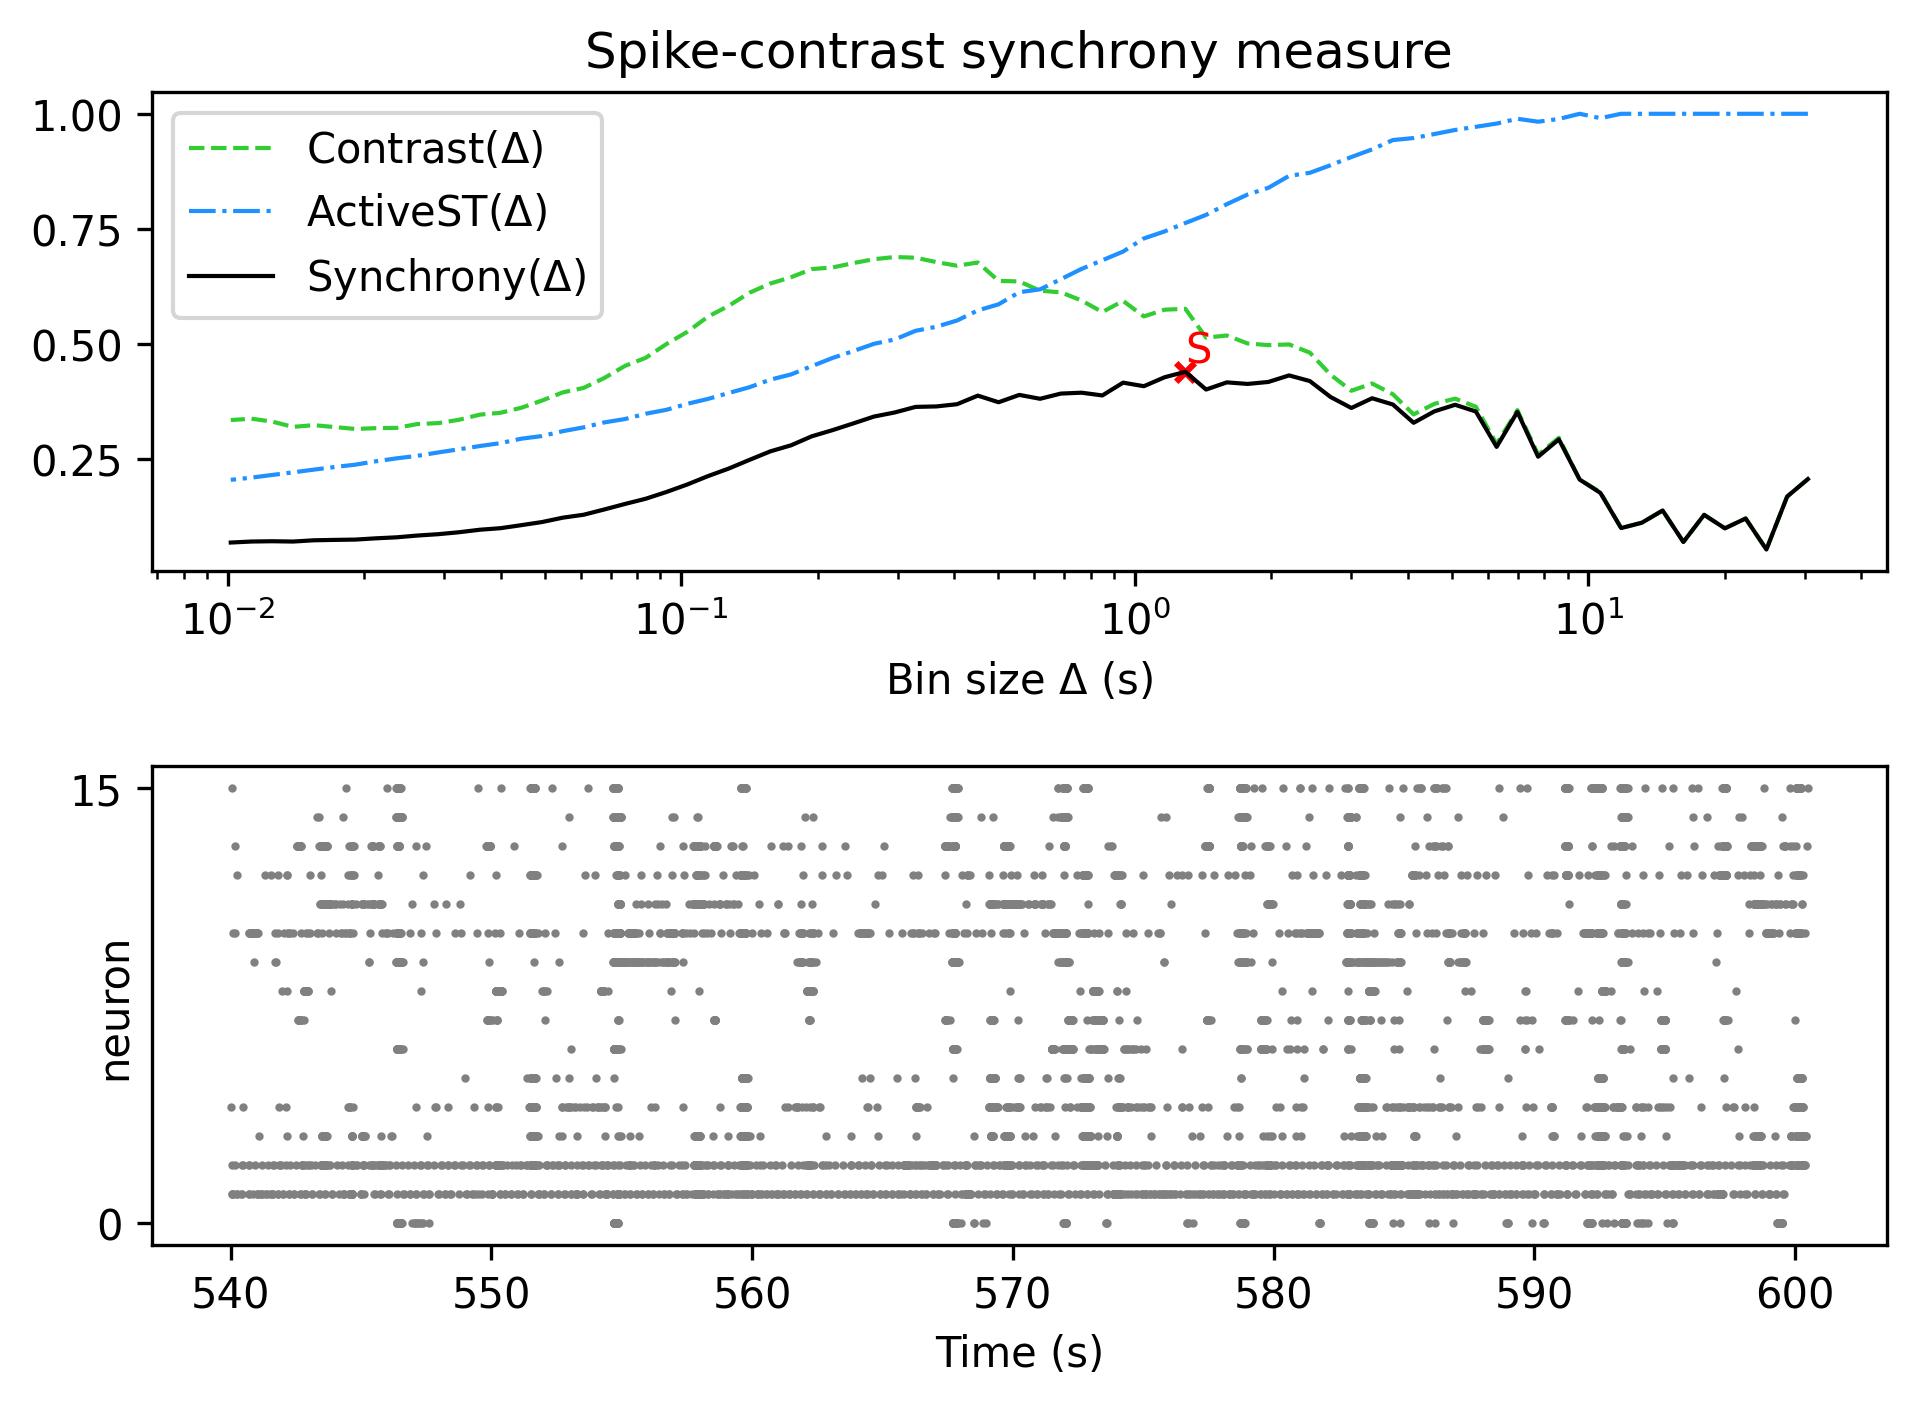 Spike-contrast synchrony measure
1.00
0.75
0.50
0.25
Contrast(Δ)
ActiveST(Δ)
Synchrony(Δ)
S
10⁻² 10⁻¹ 10⁰ 10¹
Bin size Δ (s)
15
0
neuron
540 550 560 570 580 590 600
Time (s)